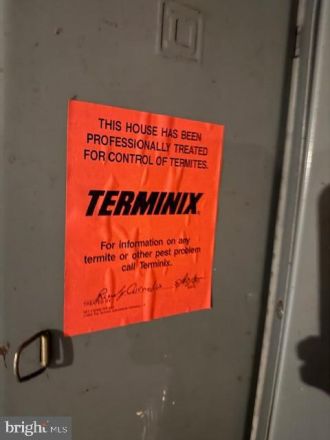 THIS HOUSE HAS BEEN
PROFESSIONALLY TREATED
FOR CONTROL OF TERMITES.
TERMINIX
For information on any
termite or other pest problem
call Terminix.
bright MLS